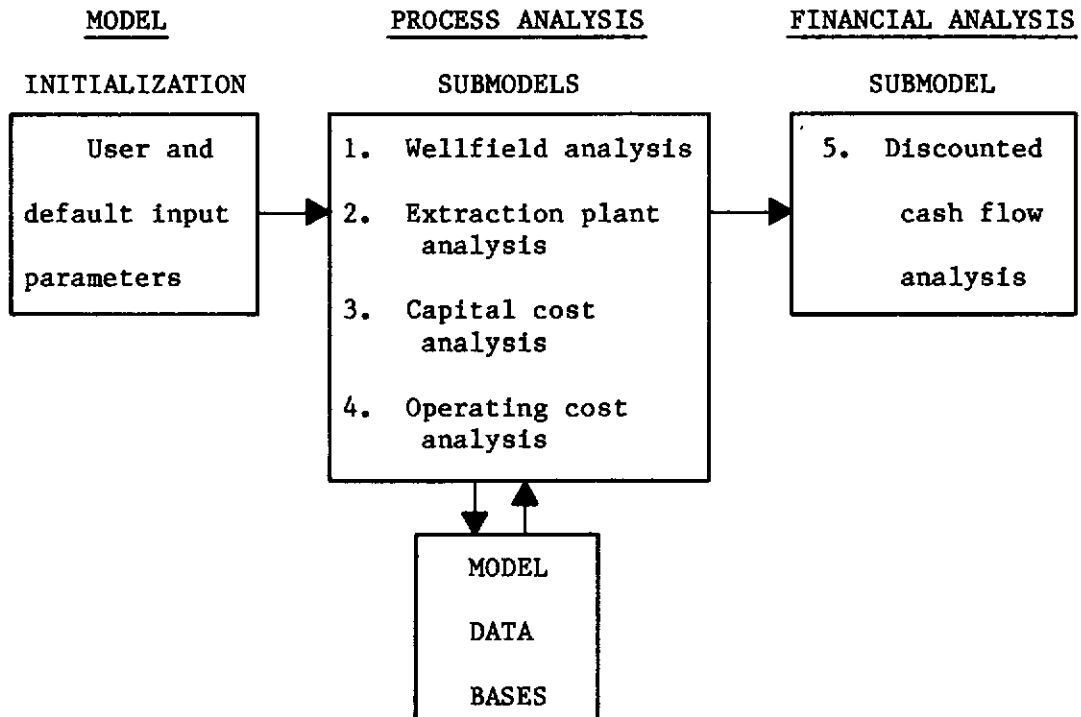 MODEL
INITIALIZATION
User and
default input
parameters
PROCESS ANALYSIS
SUBMODELS
1. Wellfield analysis
2. Extraction plant
analysis
3. Capital cost
analysis
4. Operating cost
analysis
MODEL
DATA
BASES
FINANCIAL ANALYSIS
SUBMODEL
5. Discounted
cash flow
analysis